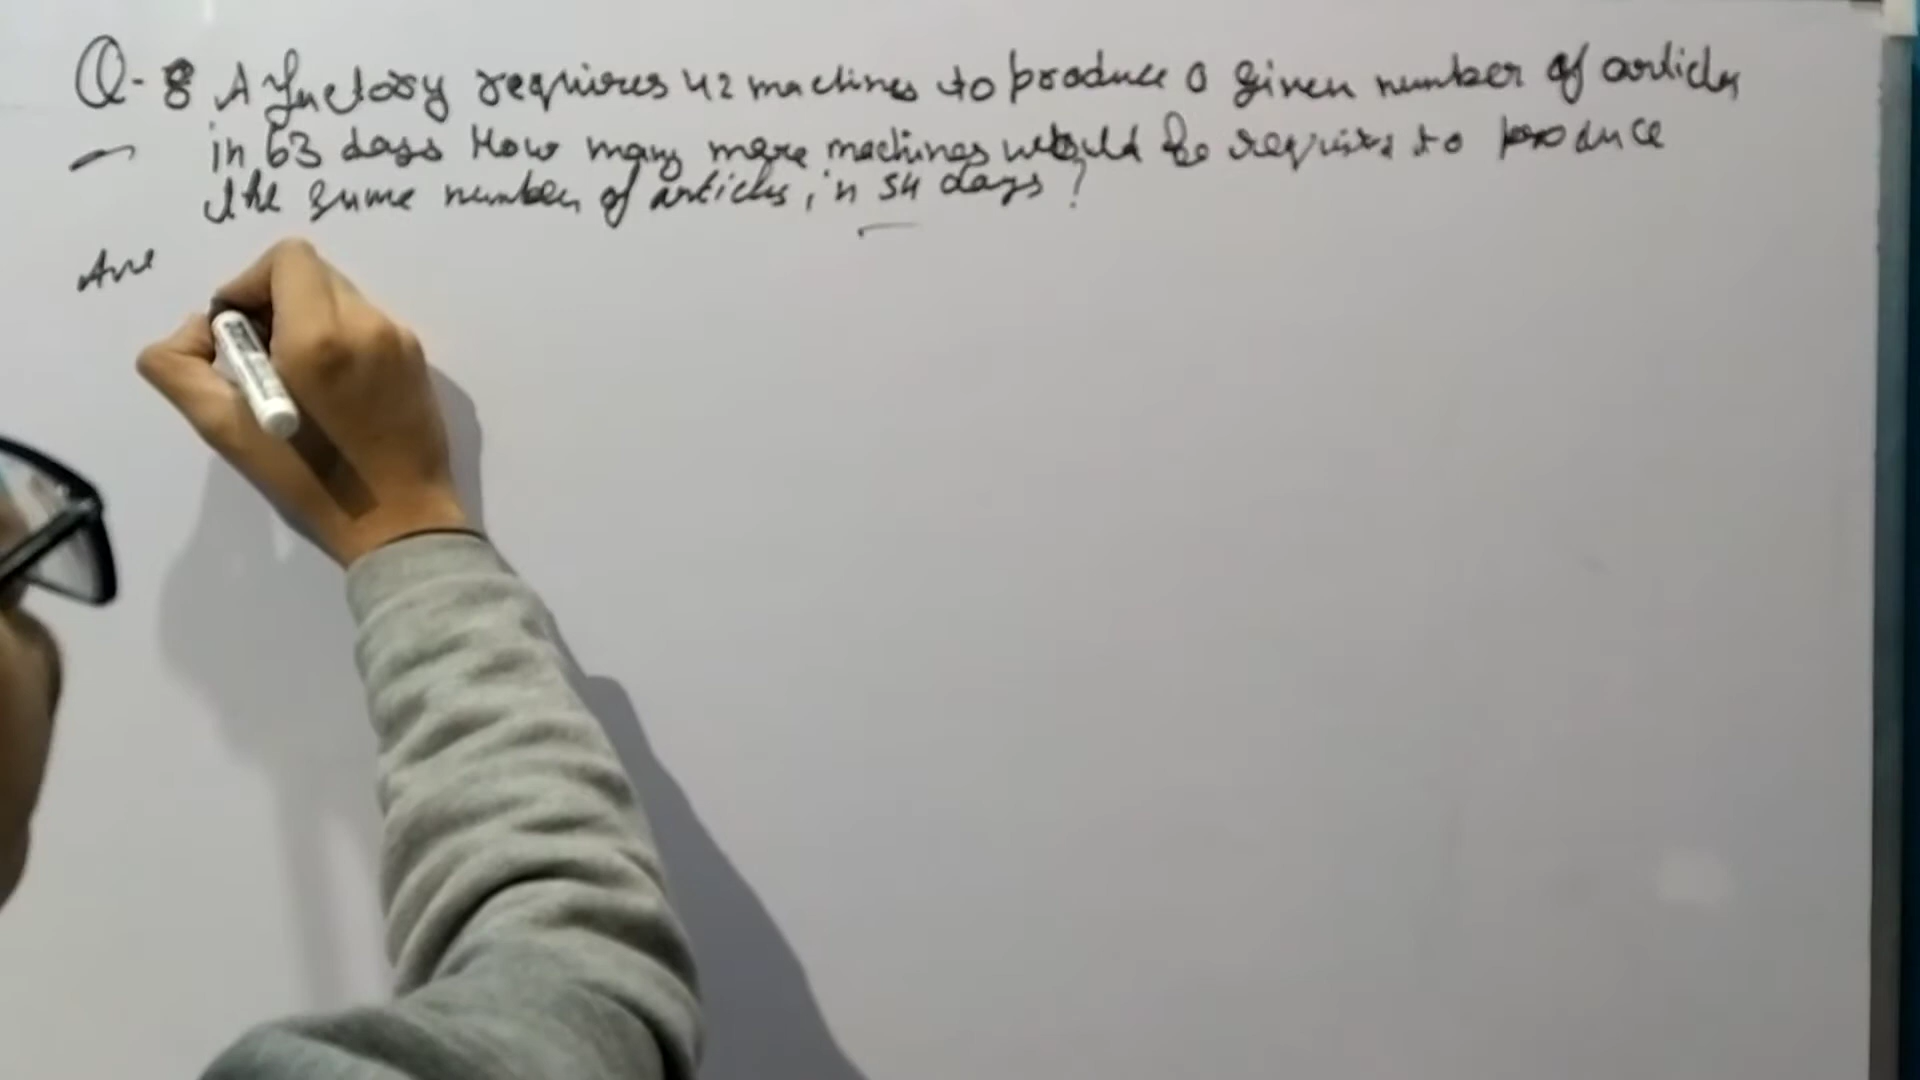 Q-8 A factory requires 42 machines to produce a given number of articles
in 63 days How many more machines would be required to produce
the same number of articles, in 54 days?
Ans